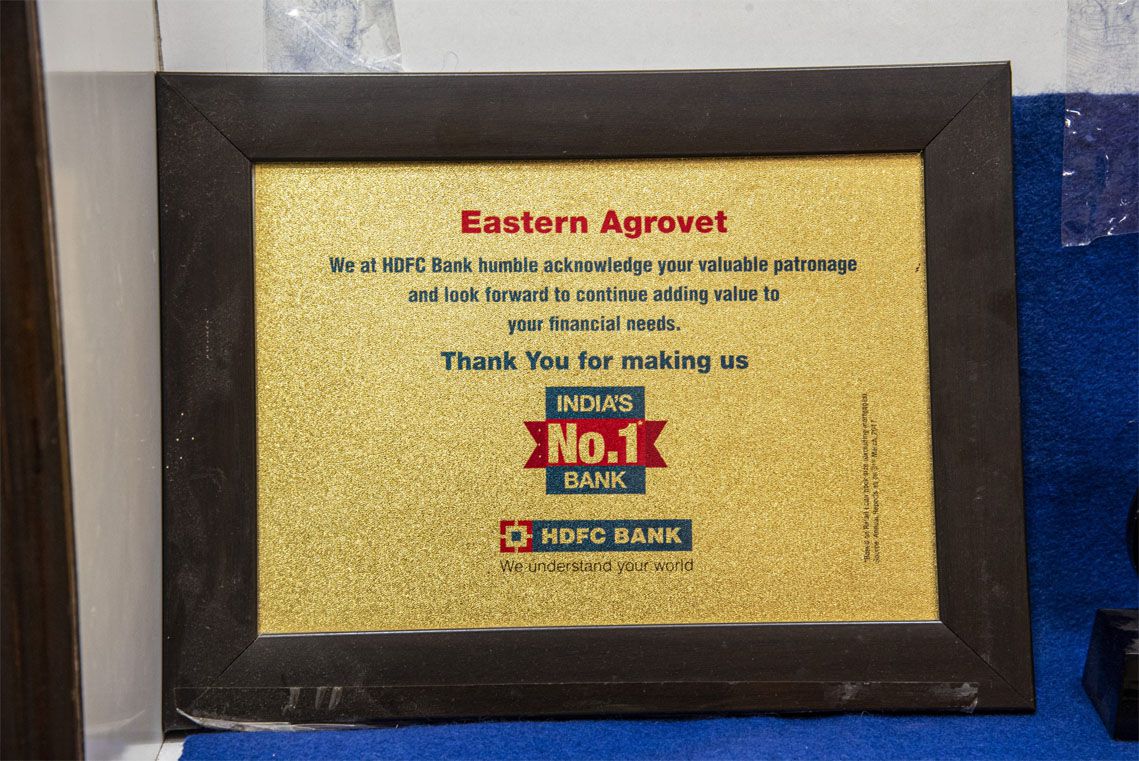 Eastern Agrovet
We at HDFC Bank humble acknowledge your valuable patronage
and look forward to continue adding value to
your financial needs.
Thank You for making us
INDIA'S
No.1*
BANK
HDFC BANK
We understand your world